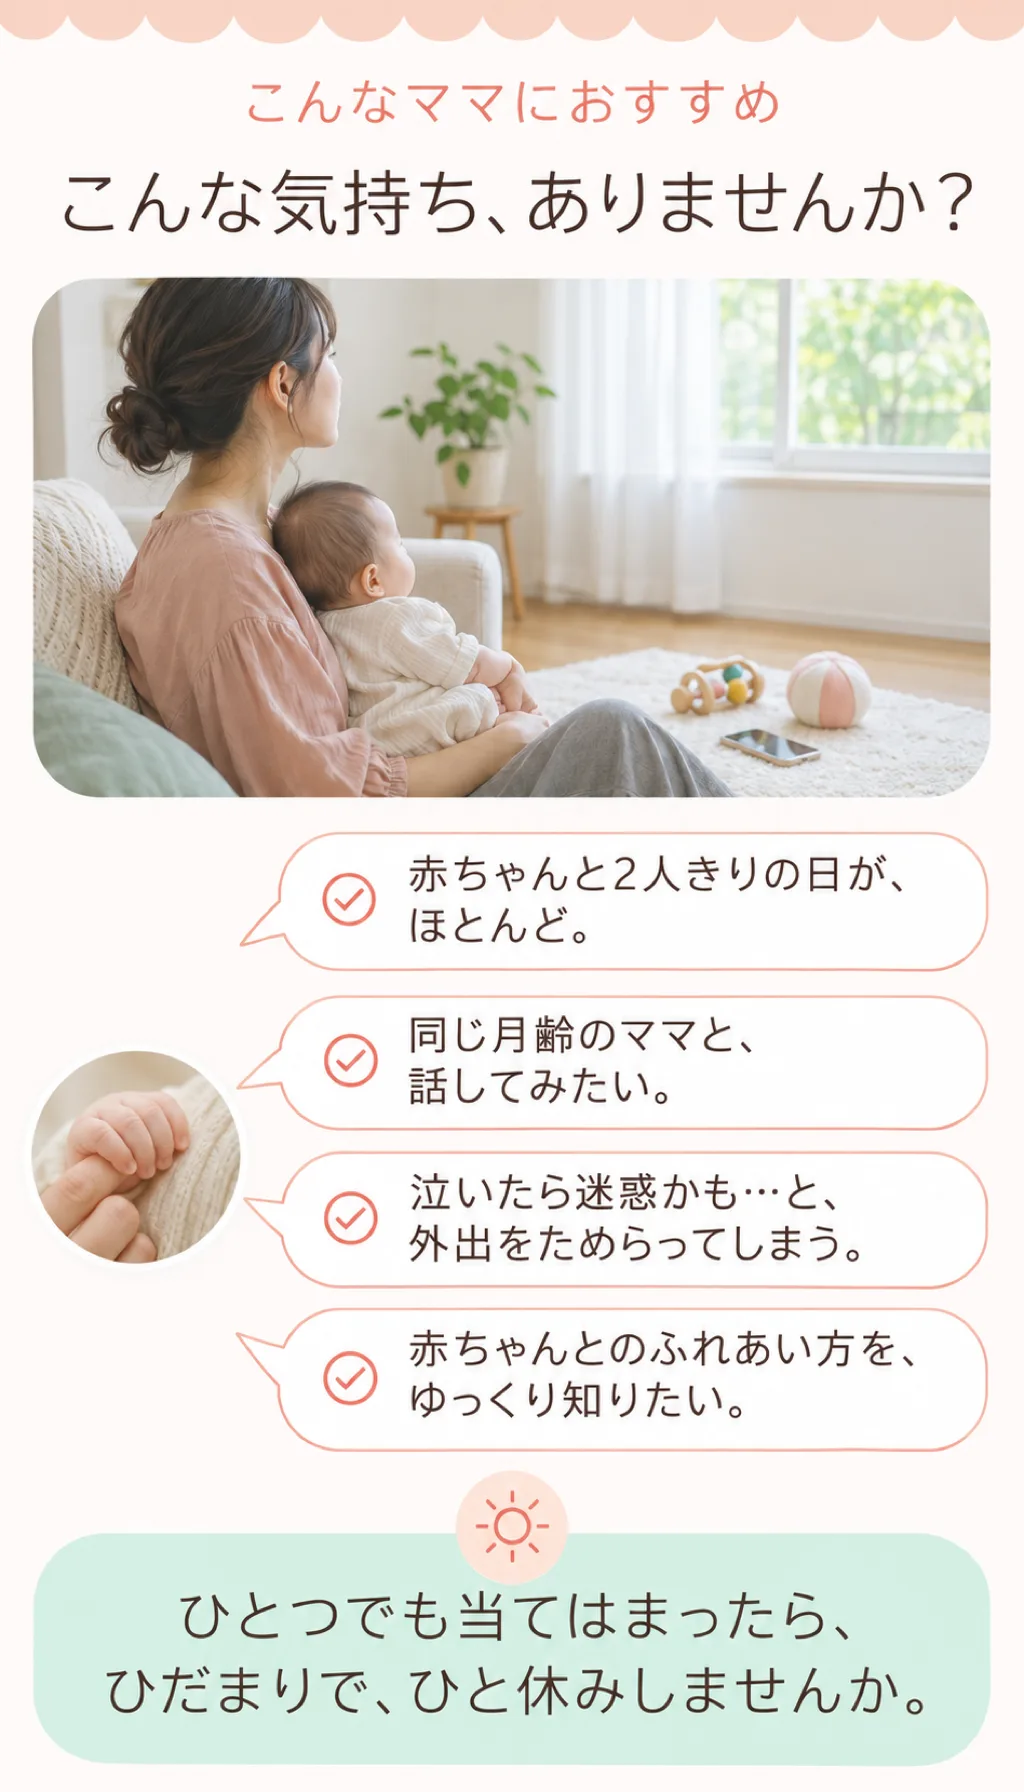 こんなママにおすすめ
こんな気持ち、ありませんか？
赤ちゃんと2人きりの日が、
ほとんど。
同じ月齢のママと、
話してみたい。
泣いたら迷惑かも…と、
外出をためらってしまう。
赤ちゃんとのふれあい方を、
ゆっくり知りたい。
ひとつでも当てはまったら、
ひだまりで、ひと休みしませんか。